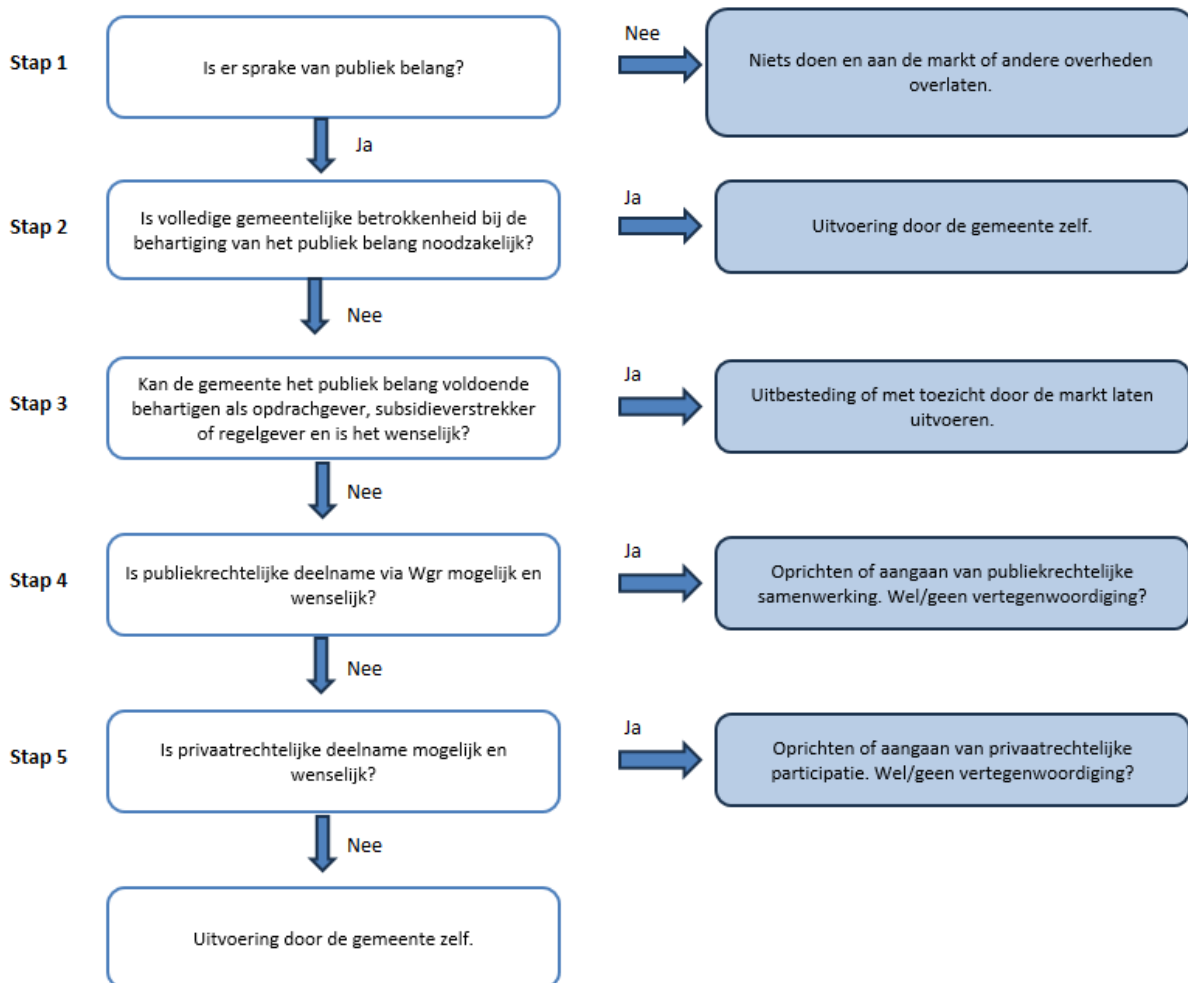 Stap 1
Is er sprake van publiek belang?
Nee
Niets doen en aan de markt of andere overheden
overlaten.
Ja
Stap 2
Is volledige gemeentelijke betrokkenheid bij de
behartiging van het publiek belang noodzakelijk?
Ja
Uitvoering door de gemeente zelf.
Nee
Stap 3
Kan de gemeente het publiek belang voldoende
behartigen als opdrachgever, subsidieverstrekker
of regelgever en is het wenselijk?
Ja
Uitbesteding of met toezicht door de markt laten
uitvoeren.
Nee
Stap 4
Is publiekrechtelijke deelname via Wgr mogelijk en
wenselijk?
Ja
Oprichten of aangaan van publiekrechtelijke
samenwerking. Wel/geen vertegenwoordiging?
Nee
Stap 5
Is privaatrechtelijke deelname mogelijk en
wenselijk?
Ja
Oprichten of aangaan van privaatrechtelijke
participatie. Wel/geen vertegenwoordiging?
Nee
Uitvoering door de gemeente zelf.